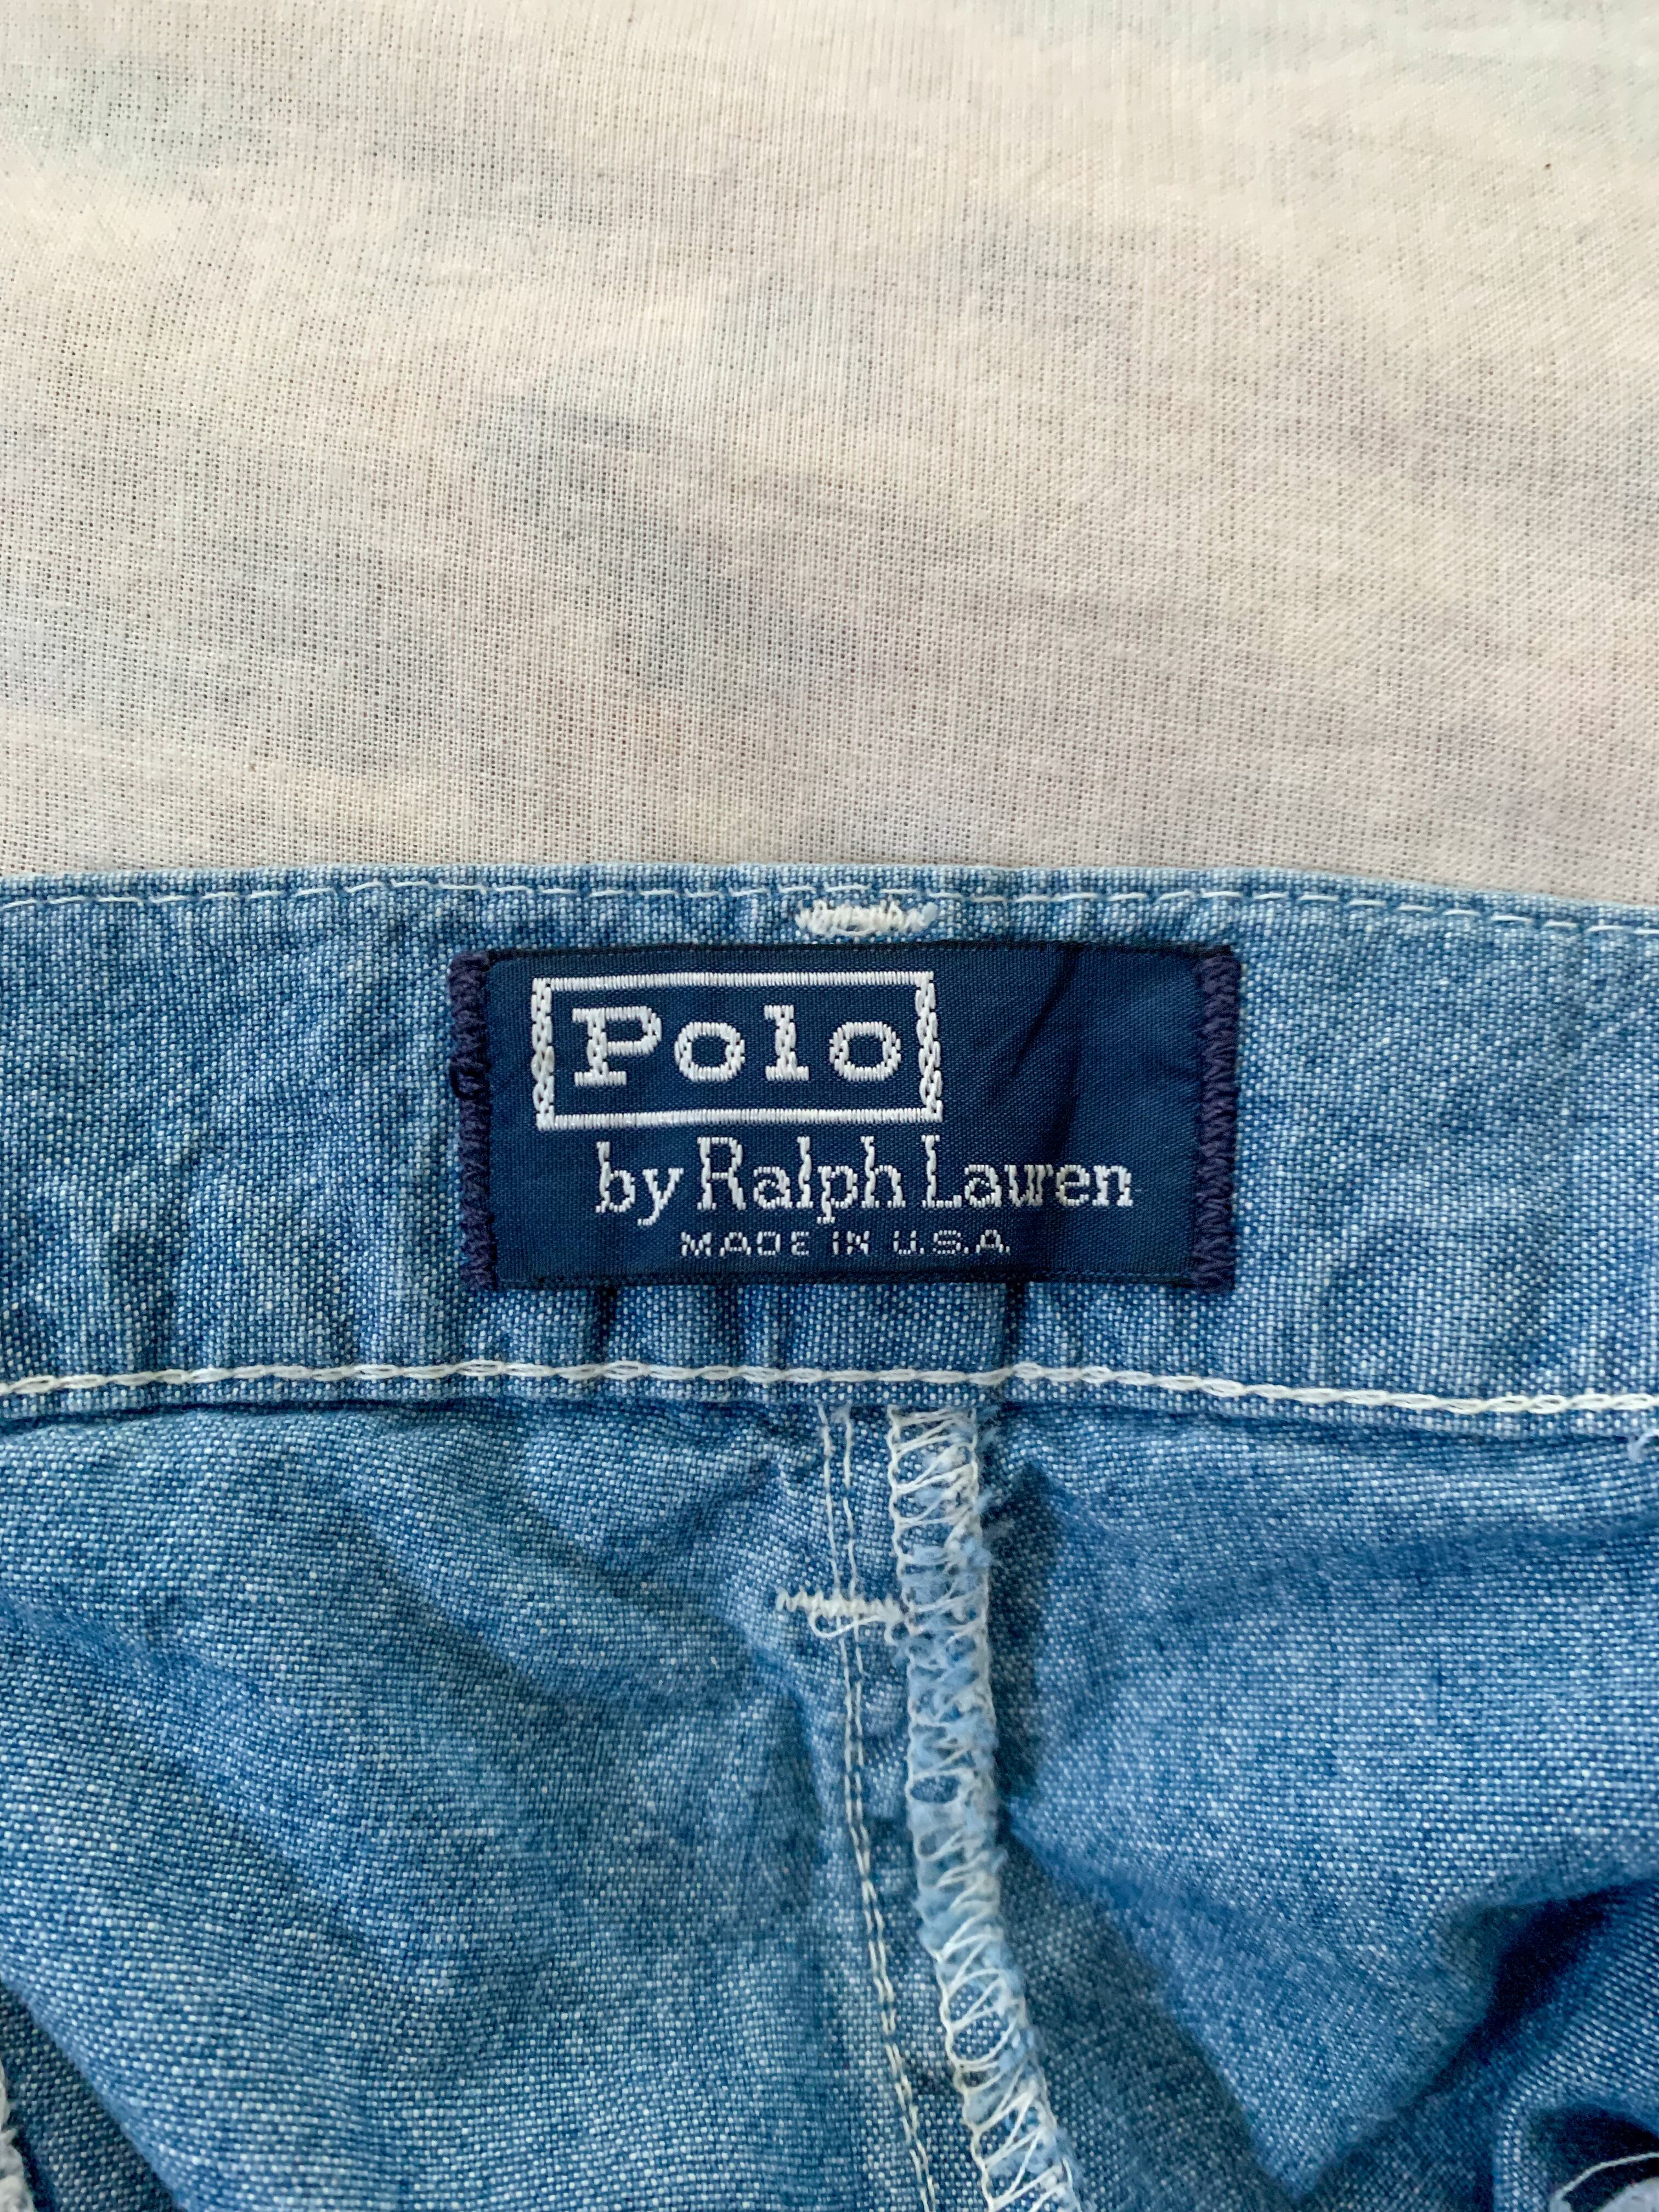 Polo
by Ralph Lauren
MADE IN U.S.A.